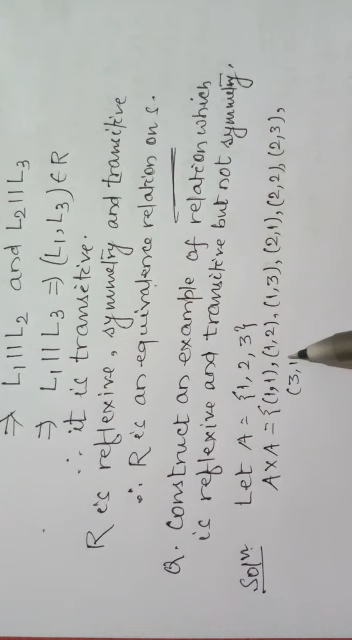 ⇒ L₁ || L₂ and L₂ || L₃
⇒ L₁ || L₃ ⇒ (L₁, L₃) ∈ R
∴ it is transitive.
R is reflexive, symmetry and transitive
∴ R is an equivalence relation on S.
Q. Construct an example of relation which
is reflexive and transitive but not symmetry.
Solⁿ. Let A = {1, 2, 3}
A×A = {(1,1), (1,2), (1,3), (2,1), (2,2), (2,3),
(3,1